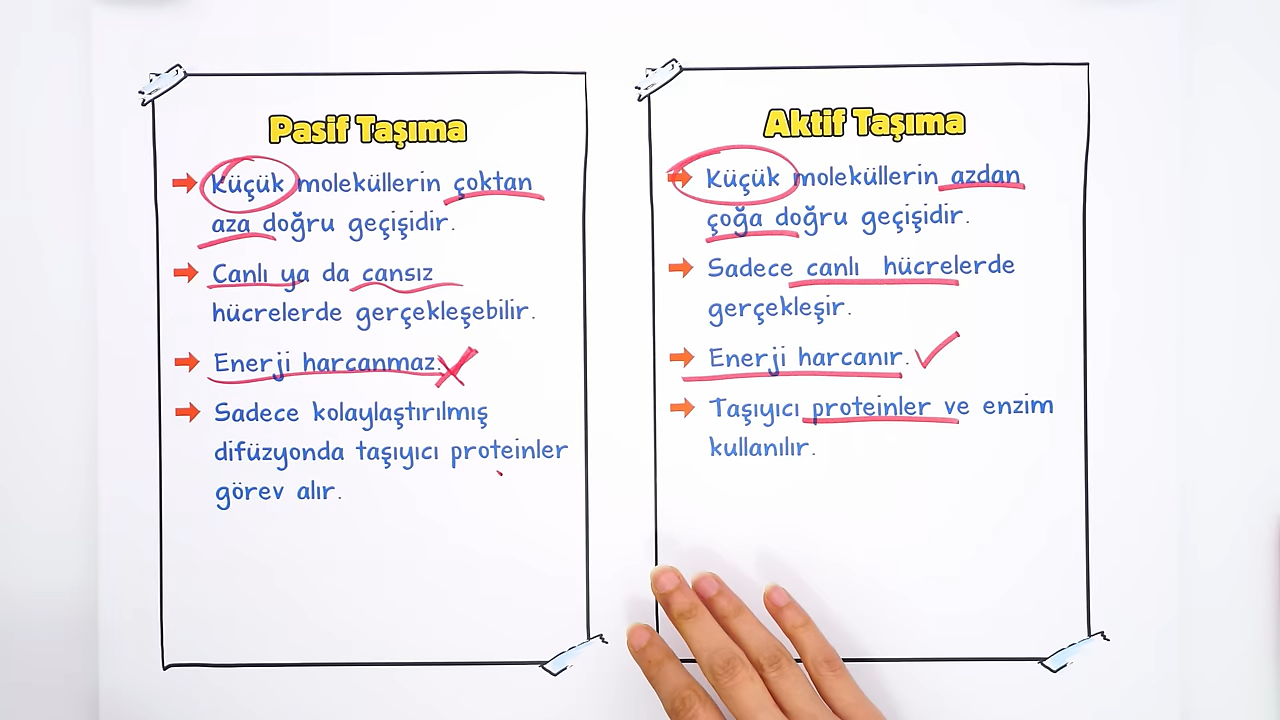 Pasif Taşıma
Küçük moleküllerin çoktan
aza doğru geçişidir.
Canlı ya da cansız
hücrelerde gerçekleşebilir.
Enerji harcanmaz.
Sadece kolaylaştırılmış
difüzyonda taşıyıcı proteinler
görev alır.
Aktif Taşıma
Küçük moleküllerin azdan
çoğa doğru geçişidir.
Sadece canlı hücrelerde
gerçekleşir.
Enerji harcanır.
Taşıyıcı proteinler ve enzim
kullanılır.